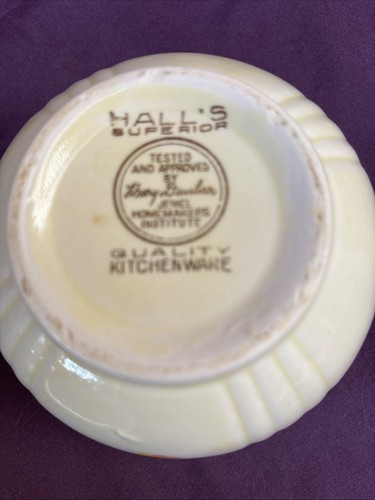 HALL'S
SUPERIOR
TESTED
AND APPROVED
BY
Mary Dunbar
JEWEL
HOMEMAKERS
INSTITUTE
QUALITY
KITCHENWARE